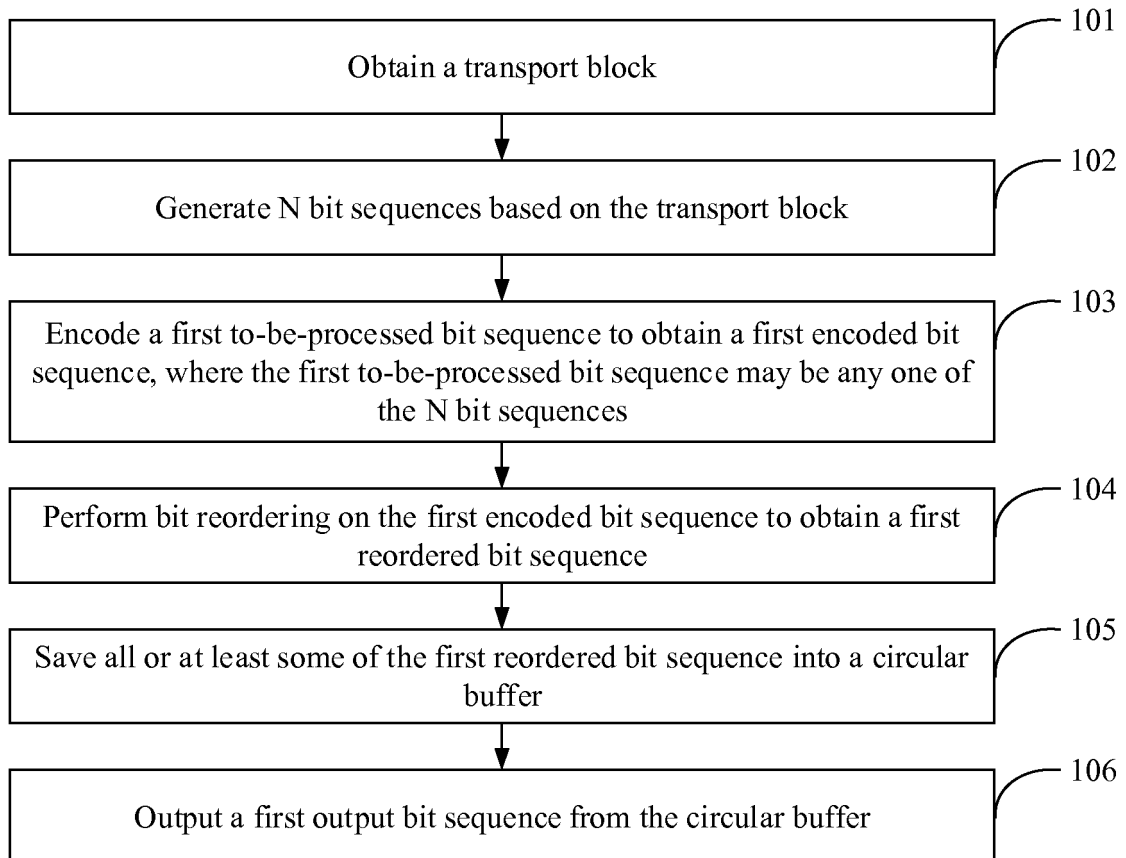 101
Obtain a transport block
102
Generate N bit sequences based on the transport block
103
Encode a first to-be-processed bit sequence to obtain a first encoded bit
sequence, where the first to-be-processed bit sequence may be any one of
the N bit sequences
104
Perform bit reordering on the first encoded bit sequence to obtain a first
reordered bit sequence
105
Save all or at least some of the first reordered bit sequence into a circular
buffer
106
Output a first output bit sequence from the circular buffer